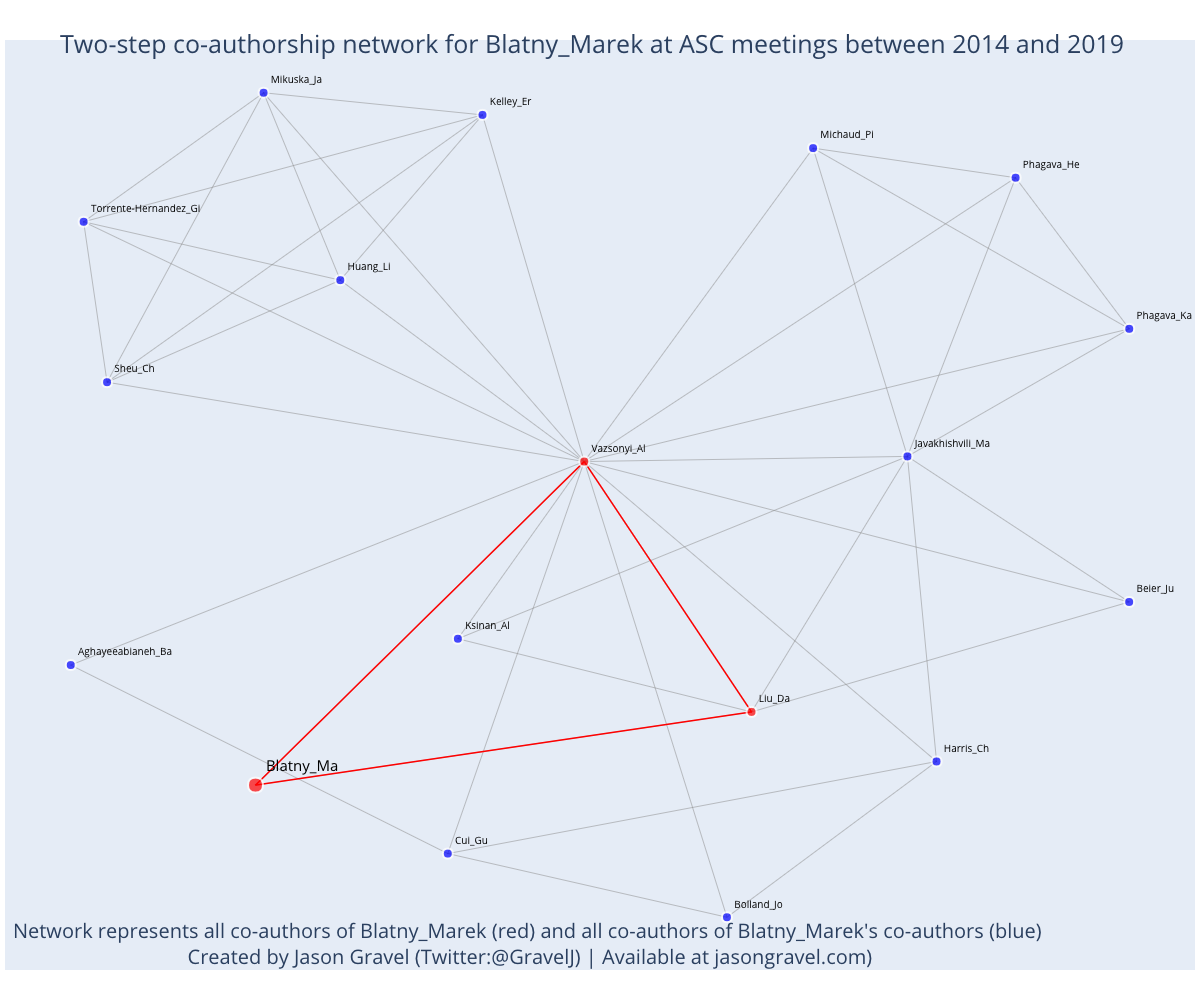 Two-step co-authorship network for Blatny_Marek at ASC meetings between 2014 and 2019
Mikuska_Ja
Kelley_Er
Michaud_Pi
Phagava_He
Torrente-Hernandez_Gi
Huang_Li
Phagava_Ka
Sheu_Ch
Vazsonyi_Al
Javakhishvili_Ma
Beier_Ju
Ksinan_Al
Aghayeeabianeh_Ba
Liu_Da
Harris_Ch
Blatny_Ma
Cui_Gu
Bolland_Jo
Network represents all co-authors of Blatny_Marek (red) and all co-authors of Blatny_Marek's co-authors (blue)
Created by Jason Gravel (Twitter:@GravelJ) | Available at jasongravel.com)